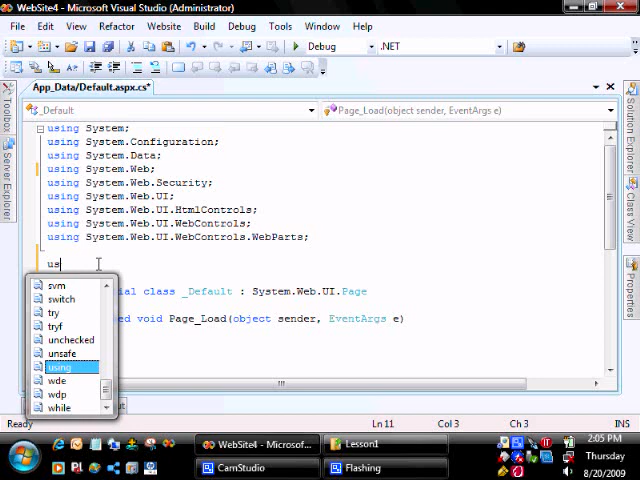 WebSite4 - Microsoft Visual Studio (Administrator)
File Edit View Refactor Website Build Debug Tools Window Help
Debug .NET
App_Data/Default.aspx.cs*
_Default Page_Load(object sender, EventArgs e)
Toolbox
Server Explorer
Solution Explorer
Class View
Properties
using System;
using System.Configuration;
using System.Data;
using System.Web;
using System.Web.Security;
using System.Web.UI;
using System.Web.UI.HtmlControls;
using System.Web.UI.WebControls;
using System.Web.UI.WebControls.WebParts;
us
svm
switch
try
tryf
unchecked
unsafe
using
wde
wdp
while
ial class _Default : System.Web.UI.Page
ed void Page_Load(object sender, EventArgs e)
Ready Ln 11 Col 3 Ch 3 INS
WebSite4 - Microsof... Lesson1
CamStudio Flashing
2:05 PM
Thursday
8/20/2009